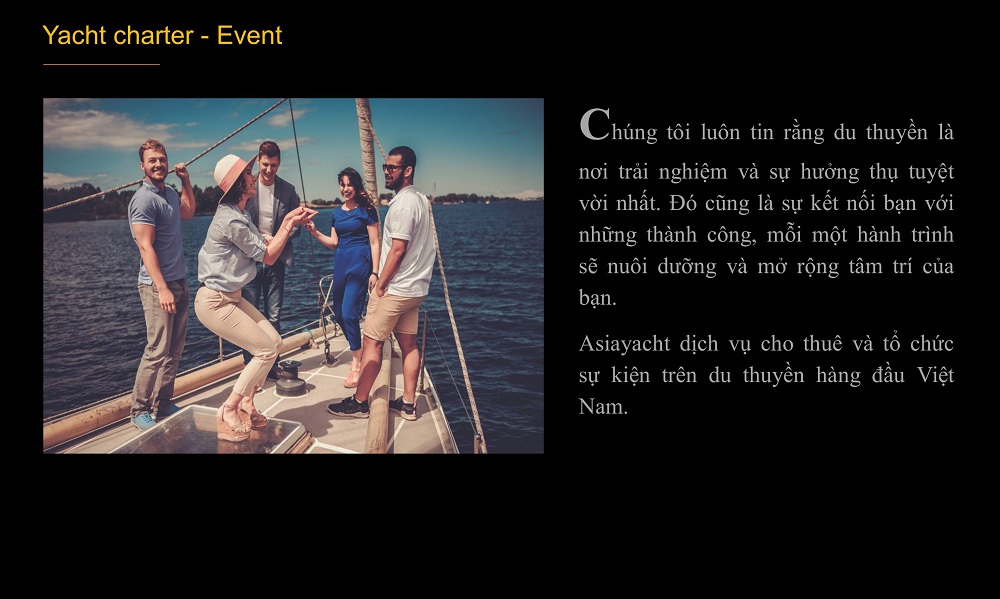 Yacht charter - Event
Chúng tôi luôn tin rằng du thuyền là
nơi trải nghiệm và sự hưởng thụ tuyệt
vời nhất. Đó cũng là sự kết nối bạn với
những thành công, mỗi một hành trình
sẽ nuôi dưỡng và mở rộng tâm trí của
bạn.
Asiayacht dịch vụ cho thuê và tổ chức
sự kiện trên du thuyền hàng đầu Việt
Nam.